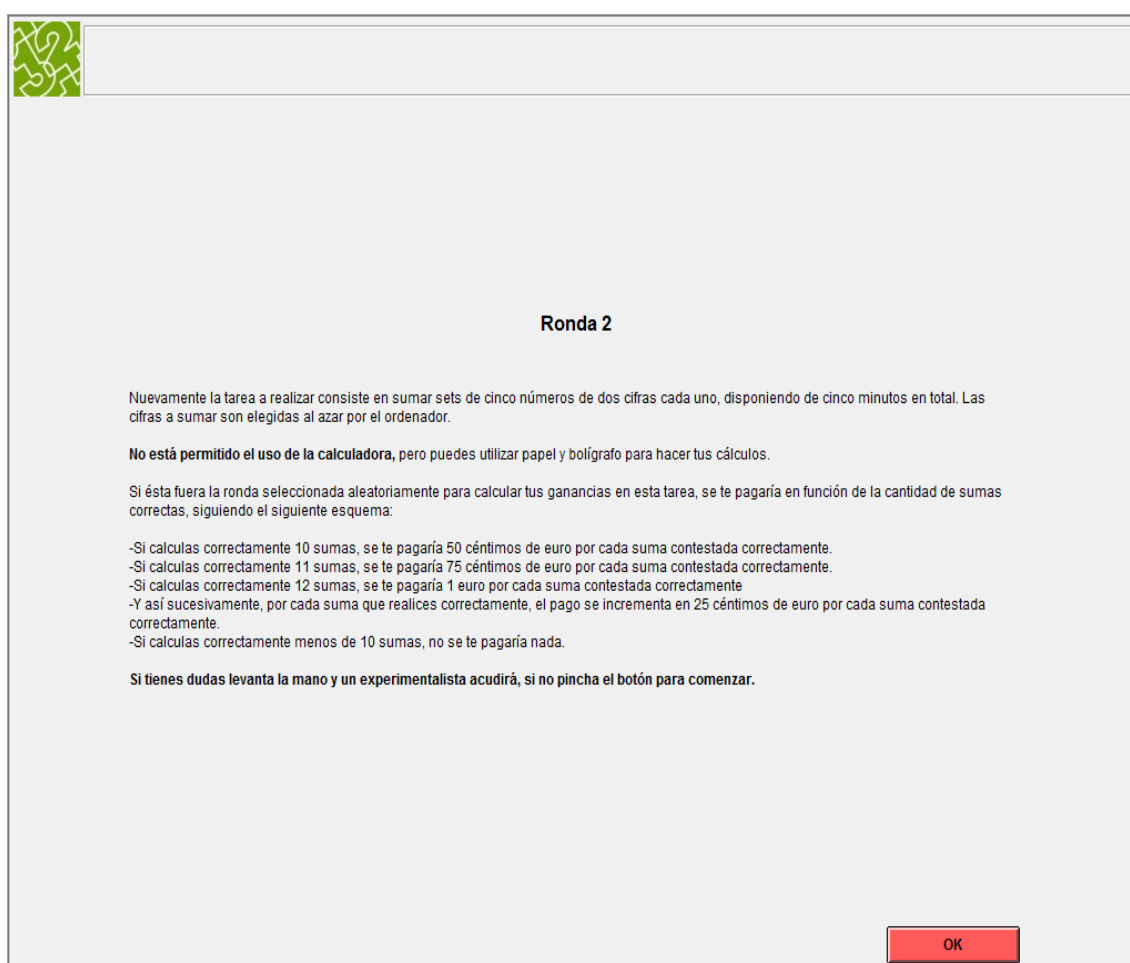 Ronda 2
Nuevamente la tarea a realizar consiste en sumar sets de cinco números de dos cifras cada uno, disponiendo de cinco minutos en total. Las
cifras a sumar son elegidas al azar por el ordenador.
No está permitido el uso de la calculadora, pero puedes utilizar papel y bolígrafo para hacer tus cálculos.
Si ésta fuera la ronda seleccionada aleatoriamente para calcular tus ganancias en esta tarea, se te pagaría en función de la cantidad de sumas
correctas, siguiendo el siguiente esquema:
-Si calculas correctamente 10 sumas, se te pagaría 50 céntimos de euro por cada suma contestada correctamente.
-Si calculas correctamente 11 sumas, se te pagaría 75 céntimos de euro por cada suma contestada correctamente.
-Si calculas correctamente 12 sumas, se te pagaría 1 euro por cada suma contestada correctamente
-Y así sucesivamente, por cada suma que realices correctamente, el pago se incrementa en 25 céntimos de euro por cada suma contestada
correctamente.
-Si calculas correctamente menos de 10 sumas, no se te pagaría nada.
Si tienes dudas levanta la mano y un experimentalista acudirá, si no pincha el botón para comenzar.
OK